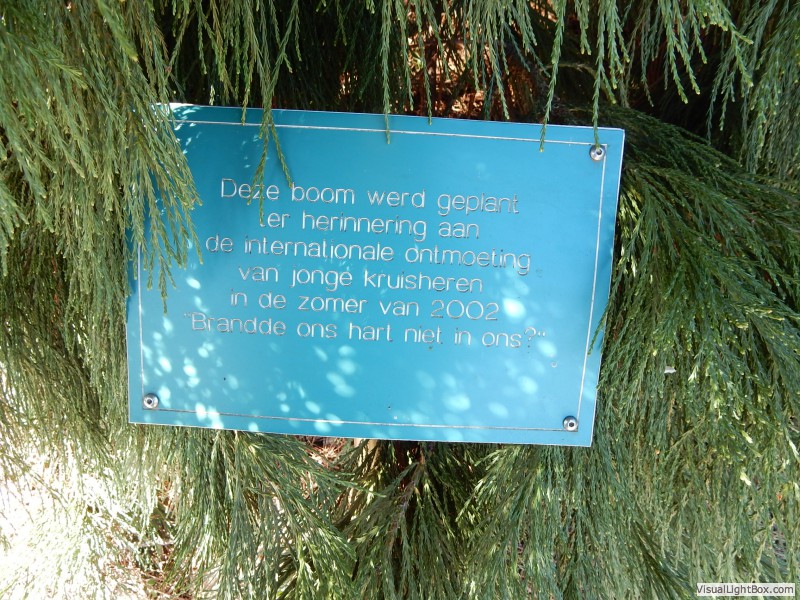 Deze boom werd geplant
ter herinnering aan
de internationale ontmoeting
van jonge kruisheren
in de zomer van 2002
"Brandde ons hart niet in ons?"
VisualLightBox.com